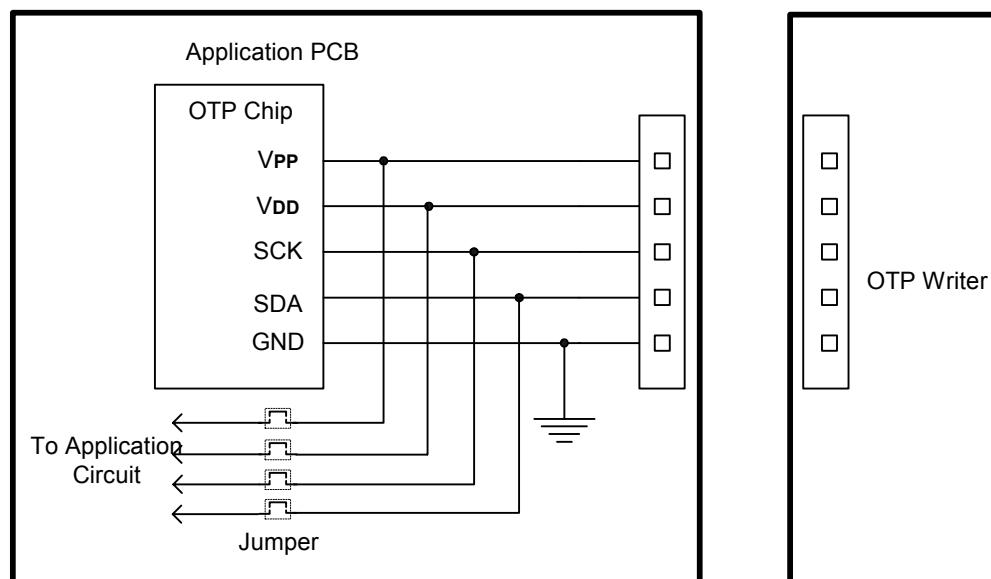 Application PCB
OTP Chip
VPP
VDD
SCK
SDA
GND
OTP Writer
To Application
Circuit
Jumper